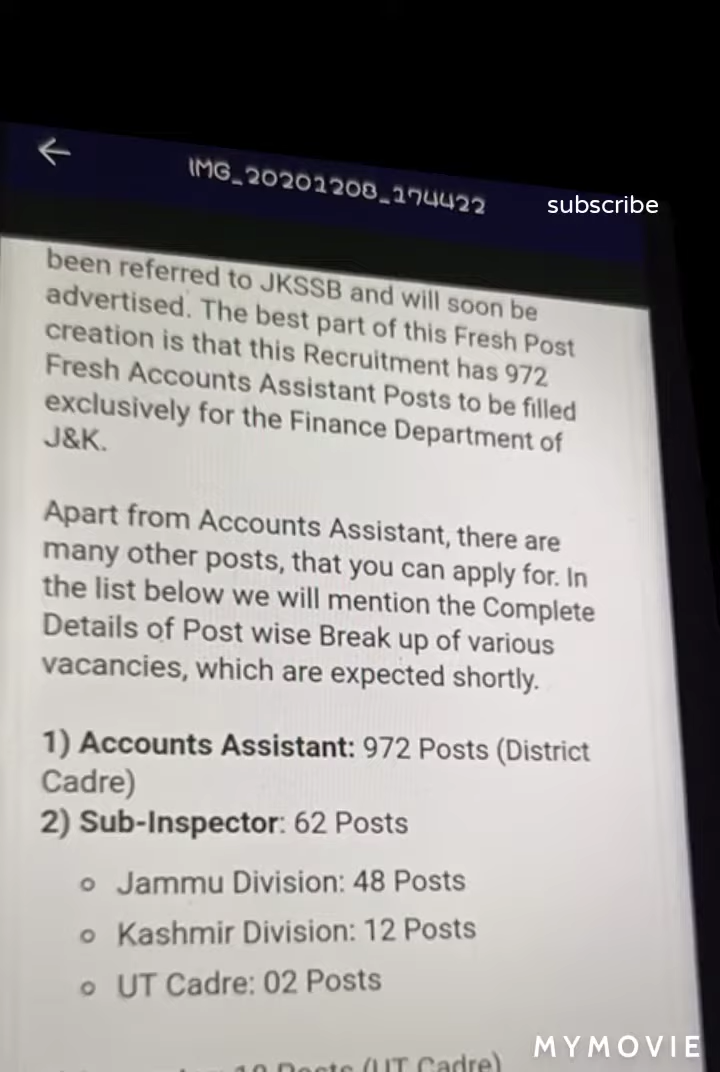 IMG_20201208_174422
subscribe
been referred to JKSSB and will soon be
advertised. The best part of this Fresh Post
creation is that this Recruitment has 972
Fresh Accounts Assistant Posts to be filled
exclusively for the Finance Department of
J&K.
Apart from Accounts Assistant, there are
many other posts, that you can apply for. In
the list below we will mention the Complete
Details of Post wise Break up of various
vacancies, which are expected shortly.
1) Accounts Assistant: 972 Posts (District
Cadre)
2) Sub-Inspector: 62 Posts
Jammu Division: 48 Posts
Kashmir Division: 12 Posts
UT Cadre: 02 Posts
Posts (UT Cadre)
MYMOVIE